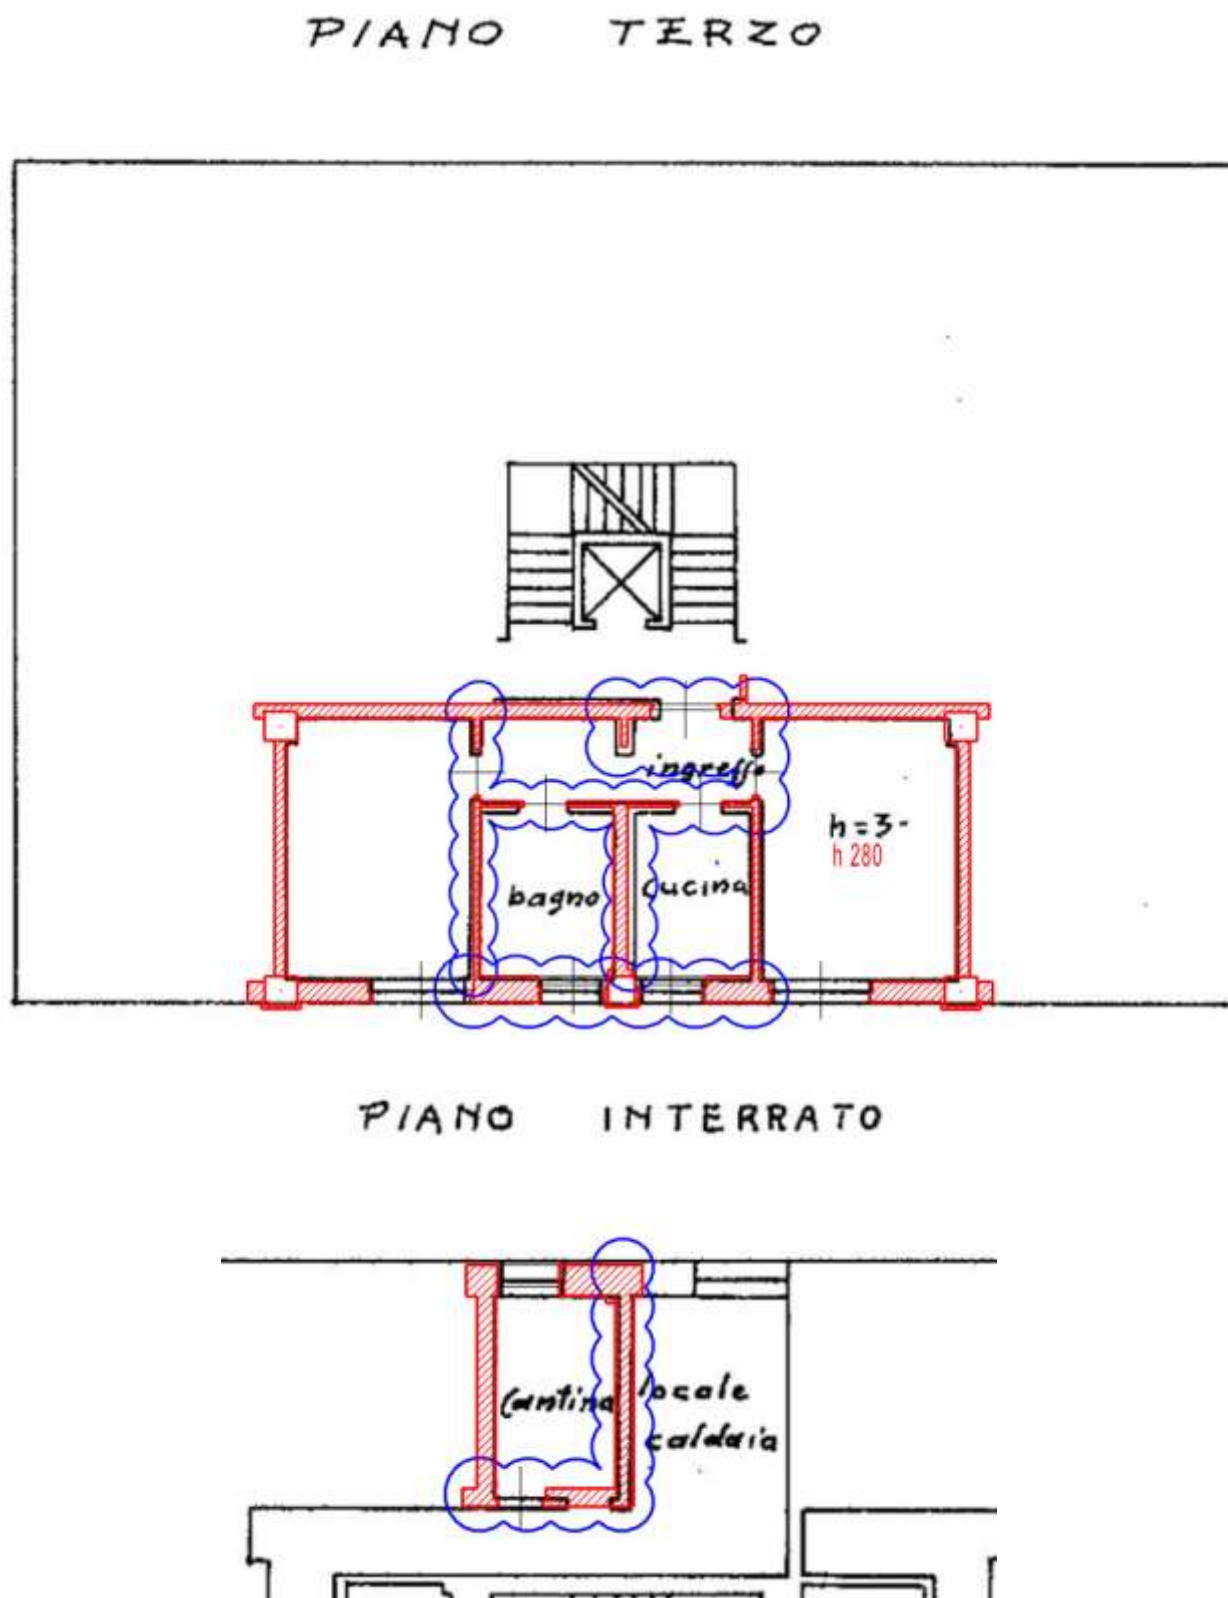 PIANO TERZO
ingresso
h=3-
h 280
bagno
cucina
PIANO INTERRATO
cantina
locale
caldaia